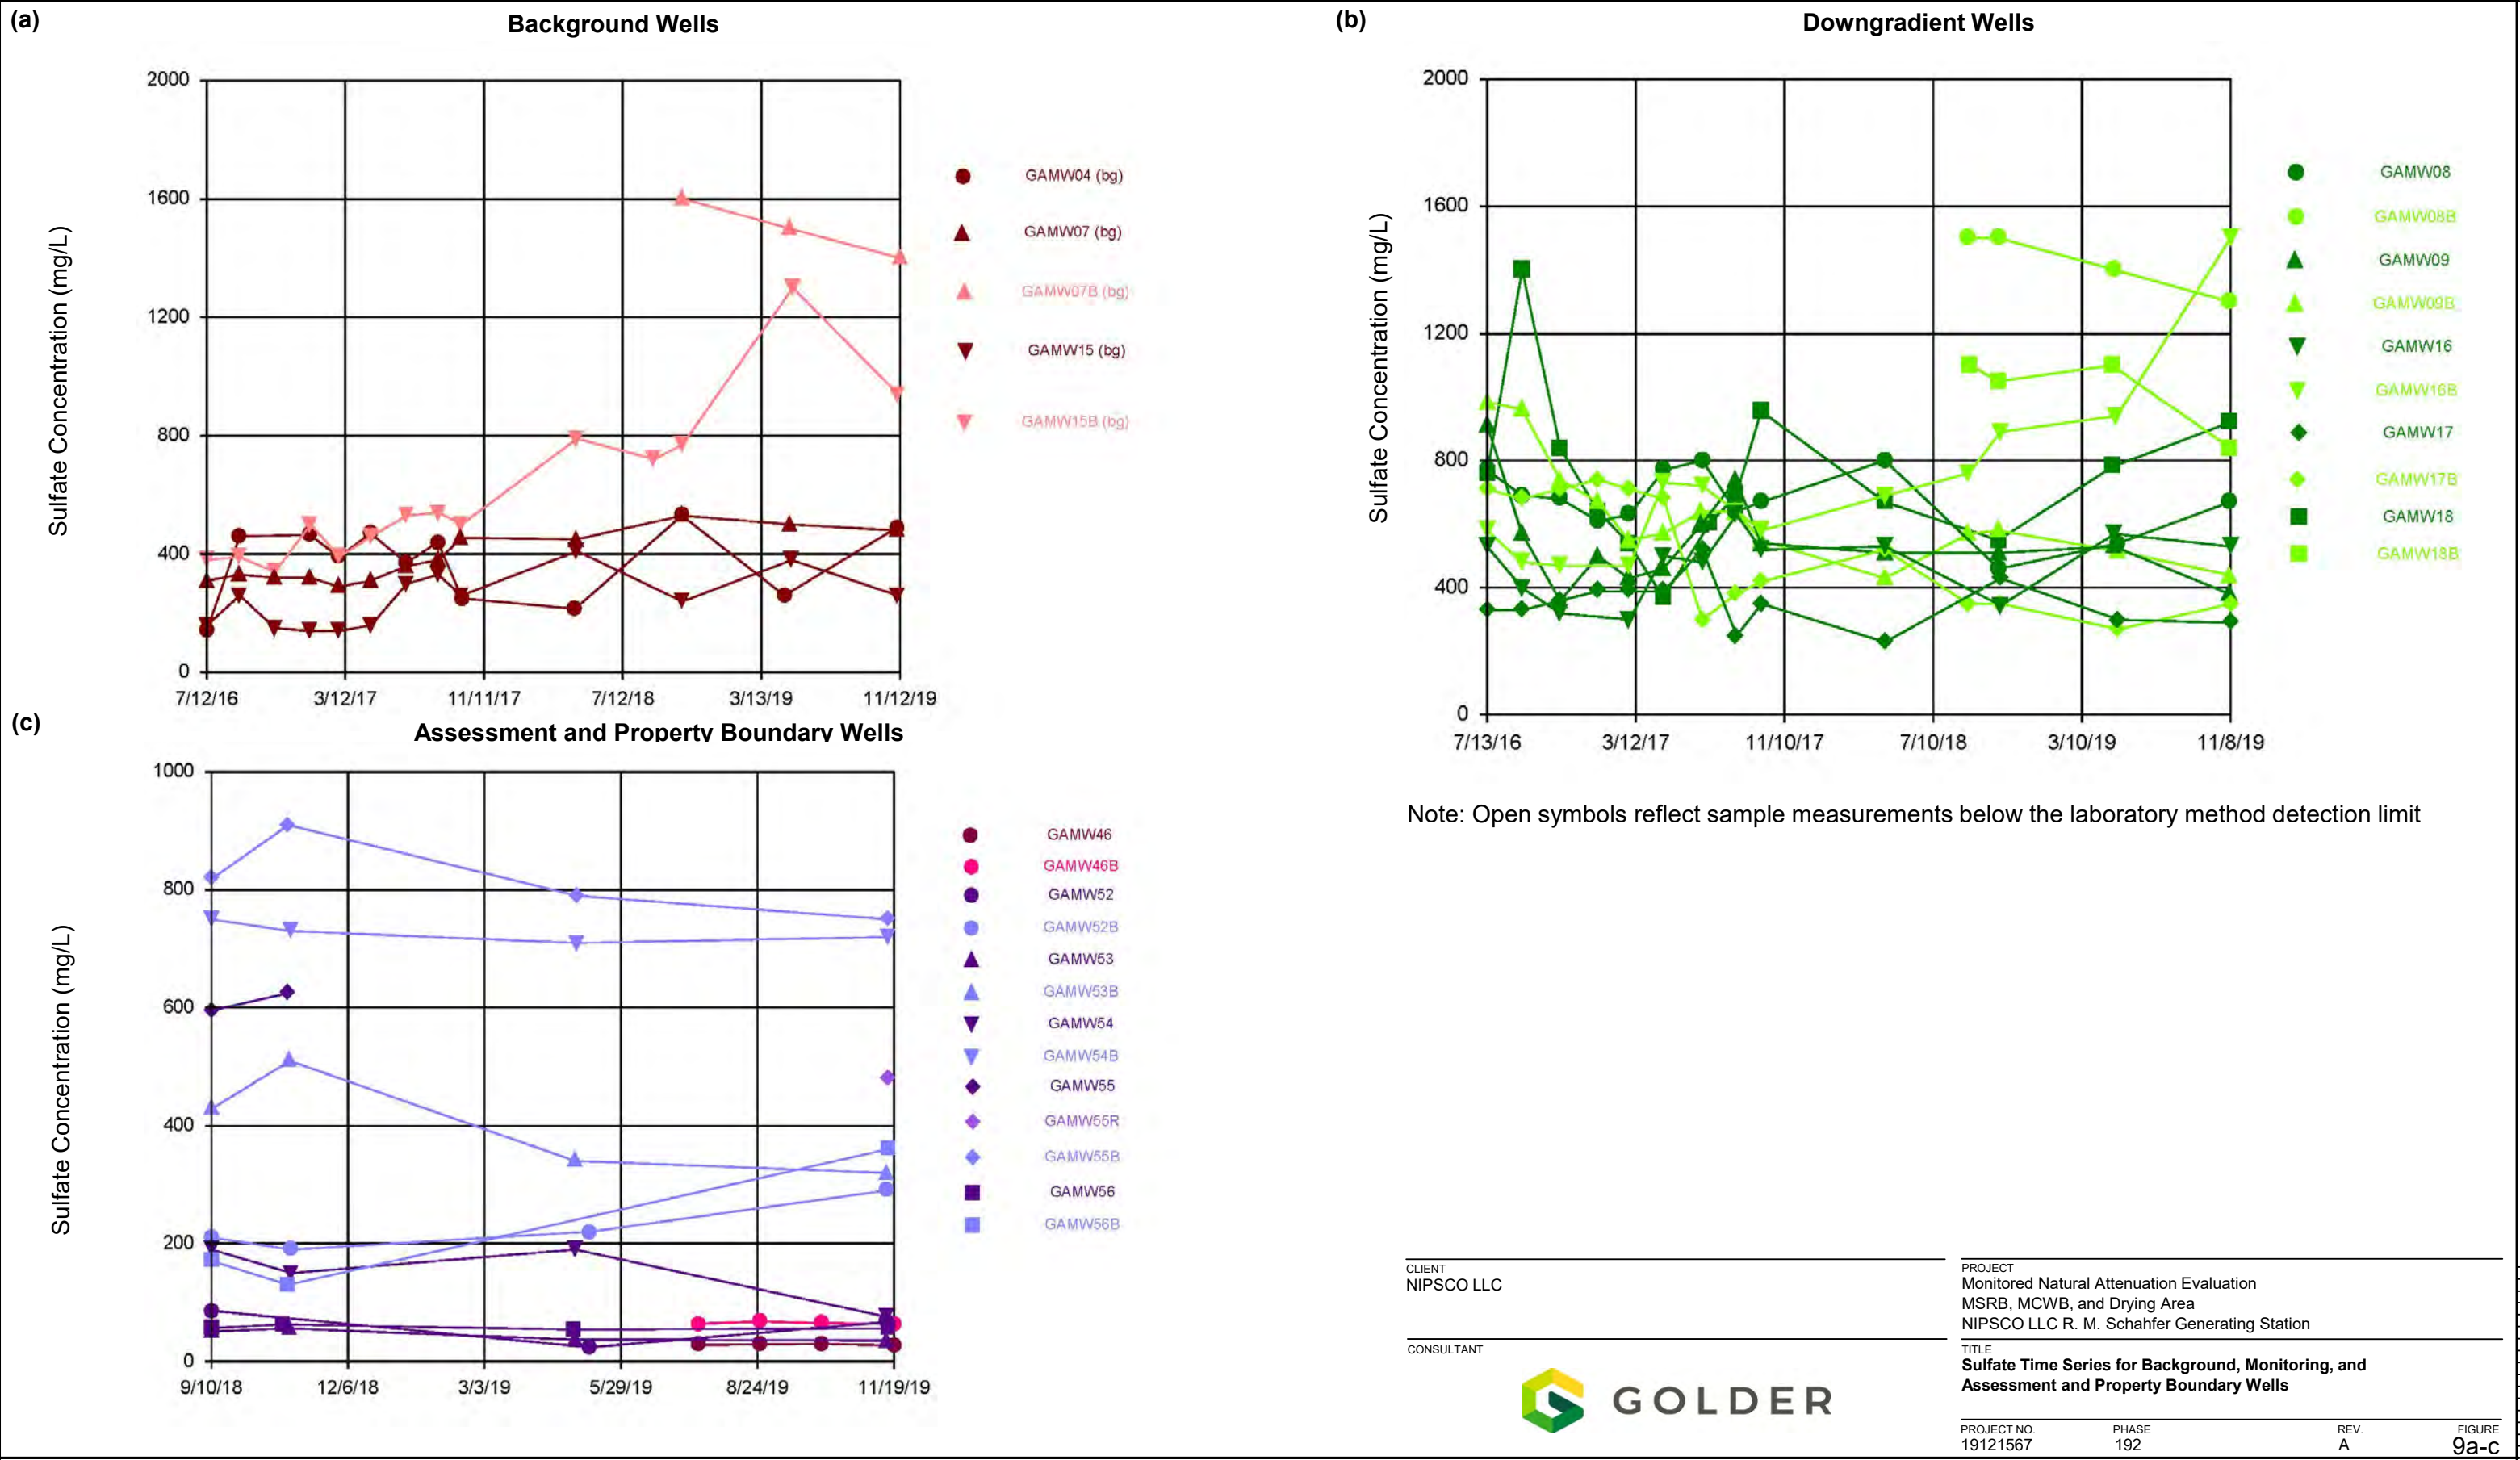 (a)
Background Wells
Sulfate Concentration (mg/L)
2000
1600
1200
800
400
0
7/12/16
3/12/17
11/11/17
7/12/18
3/13/19
11/12/19
GAMW04 (bg)
GAMW07 (bg)
GAMW07B (bg)
GAMW15 (bg)
GAMW15B (bg)
(b)
Downgradient Wells
Sulfate Concentration (mg/L)
2000
1600
1200
800
400
0
7/13/16
3/12/17
11/10/17
7/10/18
3/10/19
11/8/19
GAMW08
GAMW08B
GAMW09
GAMW09B
GAMW16
GAMW16B
GAMW17
GAMW17B
GAMW18
GAMW18B
(c)
Assessment and Property Boundary Wells
Sulfate Concentration (mg/L)
1000
800
600
400
200
0
9/10/18
12/6/18
3/3/19
5/29/19
8/24/19
11/19/19
GAMW46
GAMW46B
GAMW52
GAMW52B
GAMW53
GAMW53B
GAMW54
GAMW54B
GAMW55
GAMW55R
GAMW55B
GAMW56
GAMW56B
Note: Open symbols reflect sample measurements below the laboratory method detection limit
CLIENT
NIPSCO LLC
CONSULTANT
GOLDER
PROJECT
Monitored Natural Attenuation Evaluation
MSRB, MCWB, and Drying Area
NIPSCO LLC R. M. Schahfer Generating Station
TITLE
Sulfate Time Series for Background, Monitoring, and
Assessment and Property Boundary Wells
PROJECT NO.
19121567
PHASE
192
REV.
A
FIGURE
9a-c